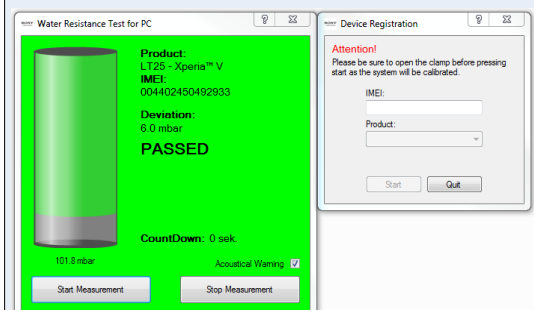 SONY Water Resistance Test for PC
Product:
LT25 - Xperia™ V
IMEI:
004402450492933
Deviation:
6.0 mbar
PASSED
CountDown: 0 sek.
101.8 mbar
Acoustical Warning
Start Measurement
Stop Measurement
SONY Device Registration
Attention!
Please be sure to open the clamp before pressing
start as the system will be calibrated.
IMEI:
Product:
Start
Quit